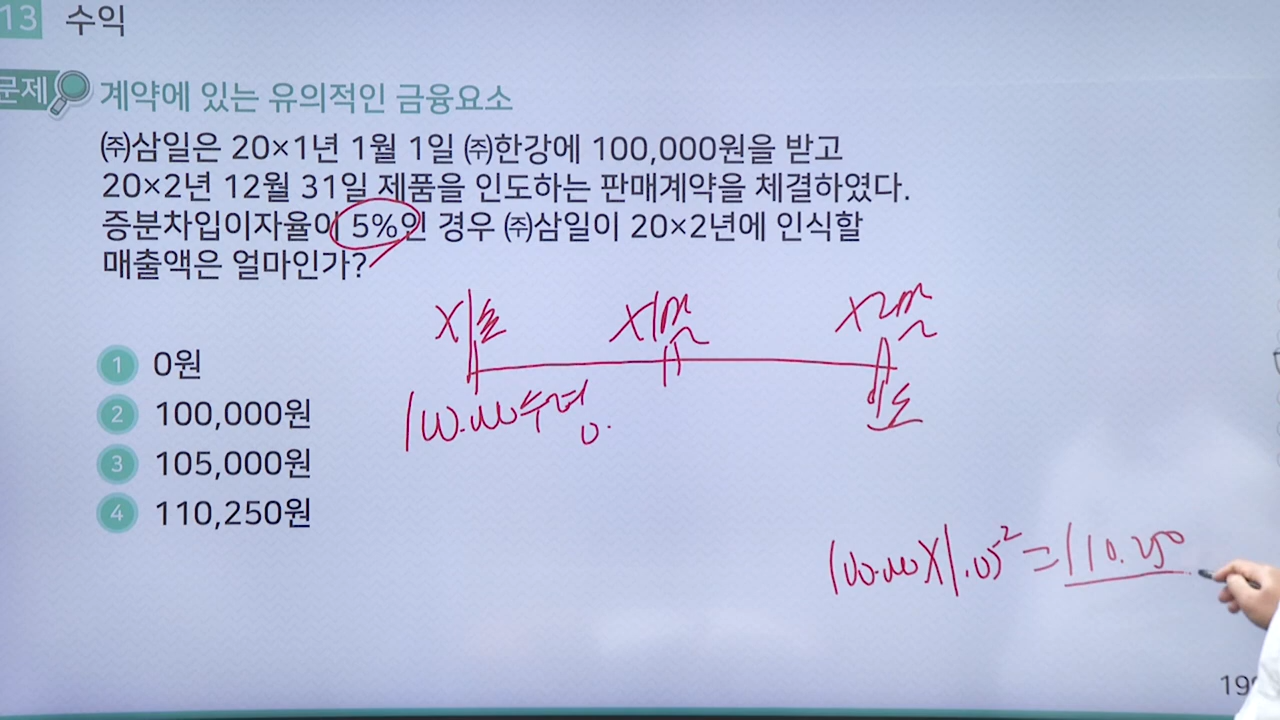 13 수익
문제 계약에 있는 유의적인 금융요소
㈜삼일은 20×1년 1월 1일 ㈜한강에 100,000원을 받고
20×2년 12월 31일 제품을 인도하는 판매계약을 체결하였다.
증분차입이자율이 5%인 경우 ㈜삼일이 20×2년에 인식할
매출액은 얼마인가?
X1초 X1말 X2말
1 0원
100.000수령. 인도
2 100,000원
3 105,000원
4 110,250원
100.000X1.05²=110.250